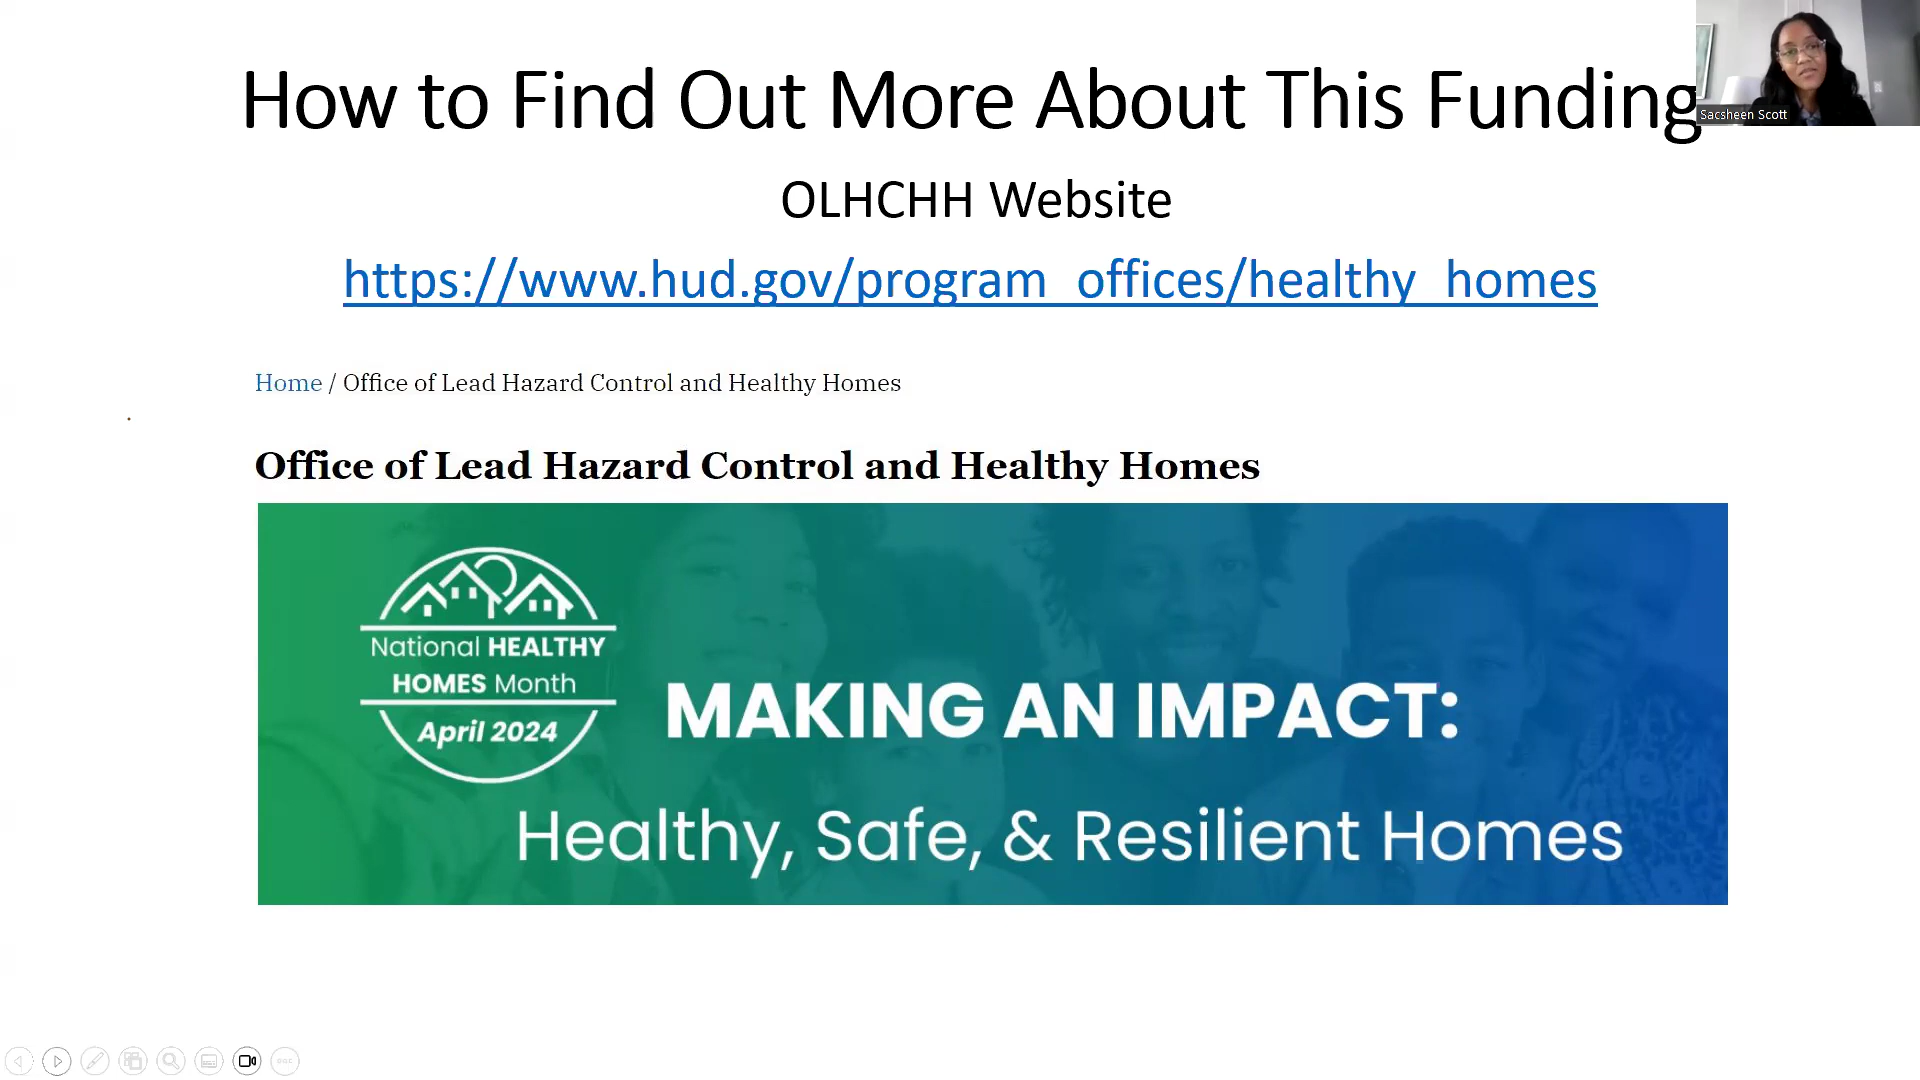 How to Find Out More About This Funding
Sacsheen Scott
OLHCHH Website
https://www.hud.gov/program_offices/healthy_homes
Home / Office of Lead Hazard Control and Healthy Homes
Office of Lead Hazard Control and Healthy Homes
National HEALTHY
HOMES Month
April 2024
MAKING AN IMPACT:
Healthy, Safe, & Resilient Homes